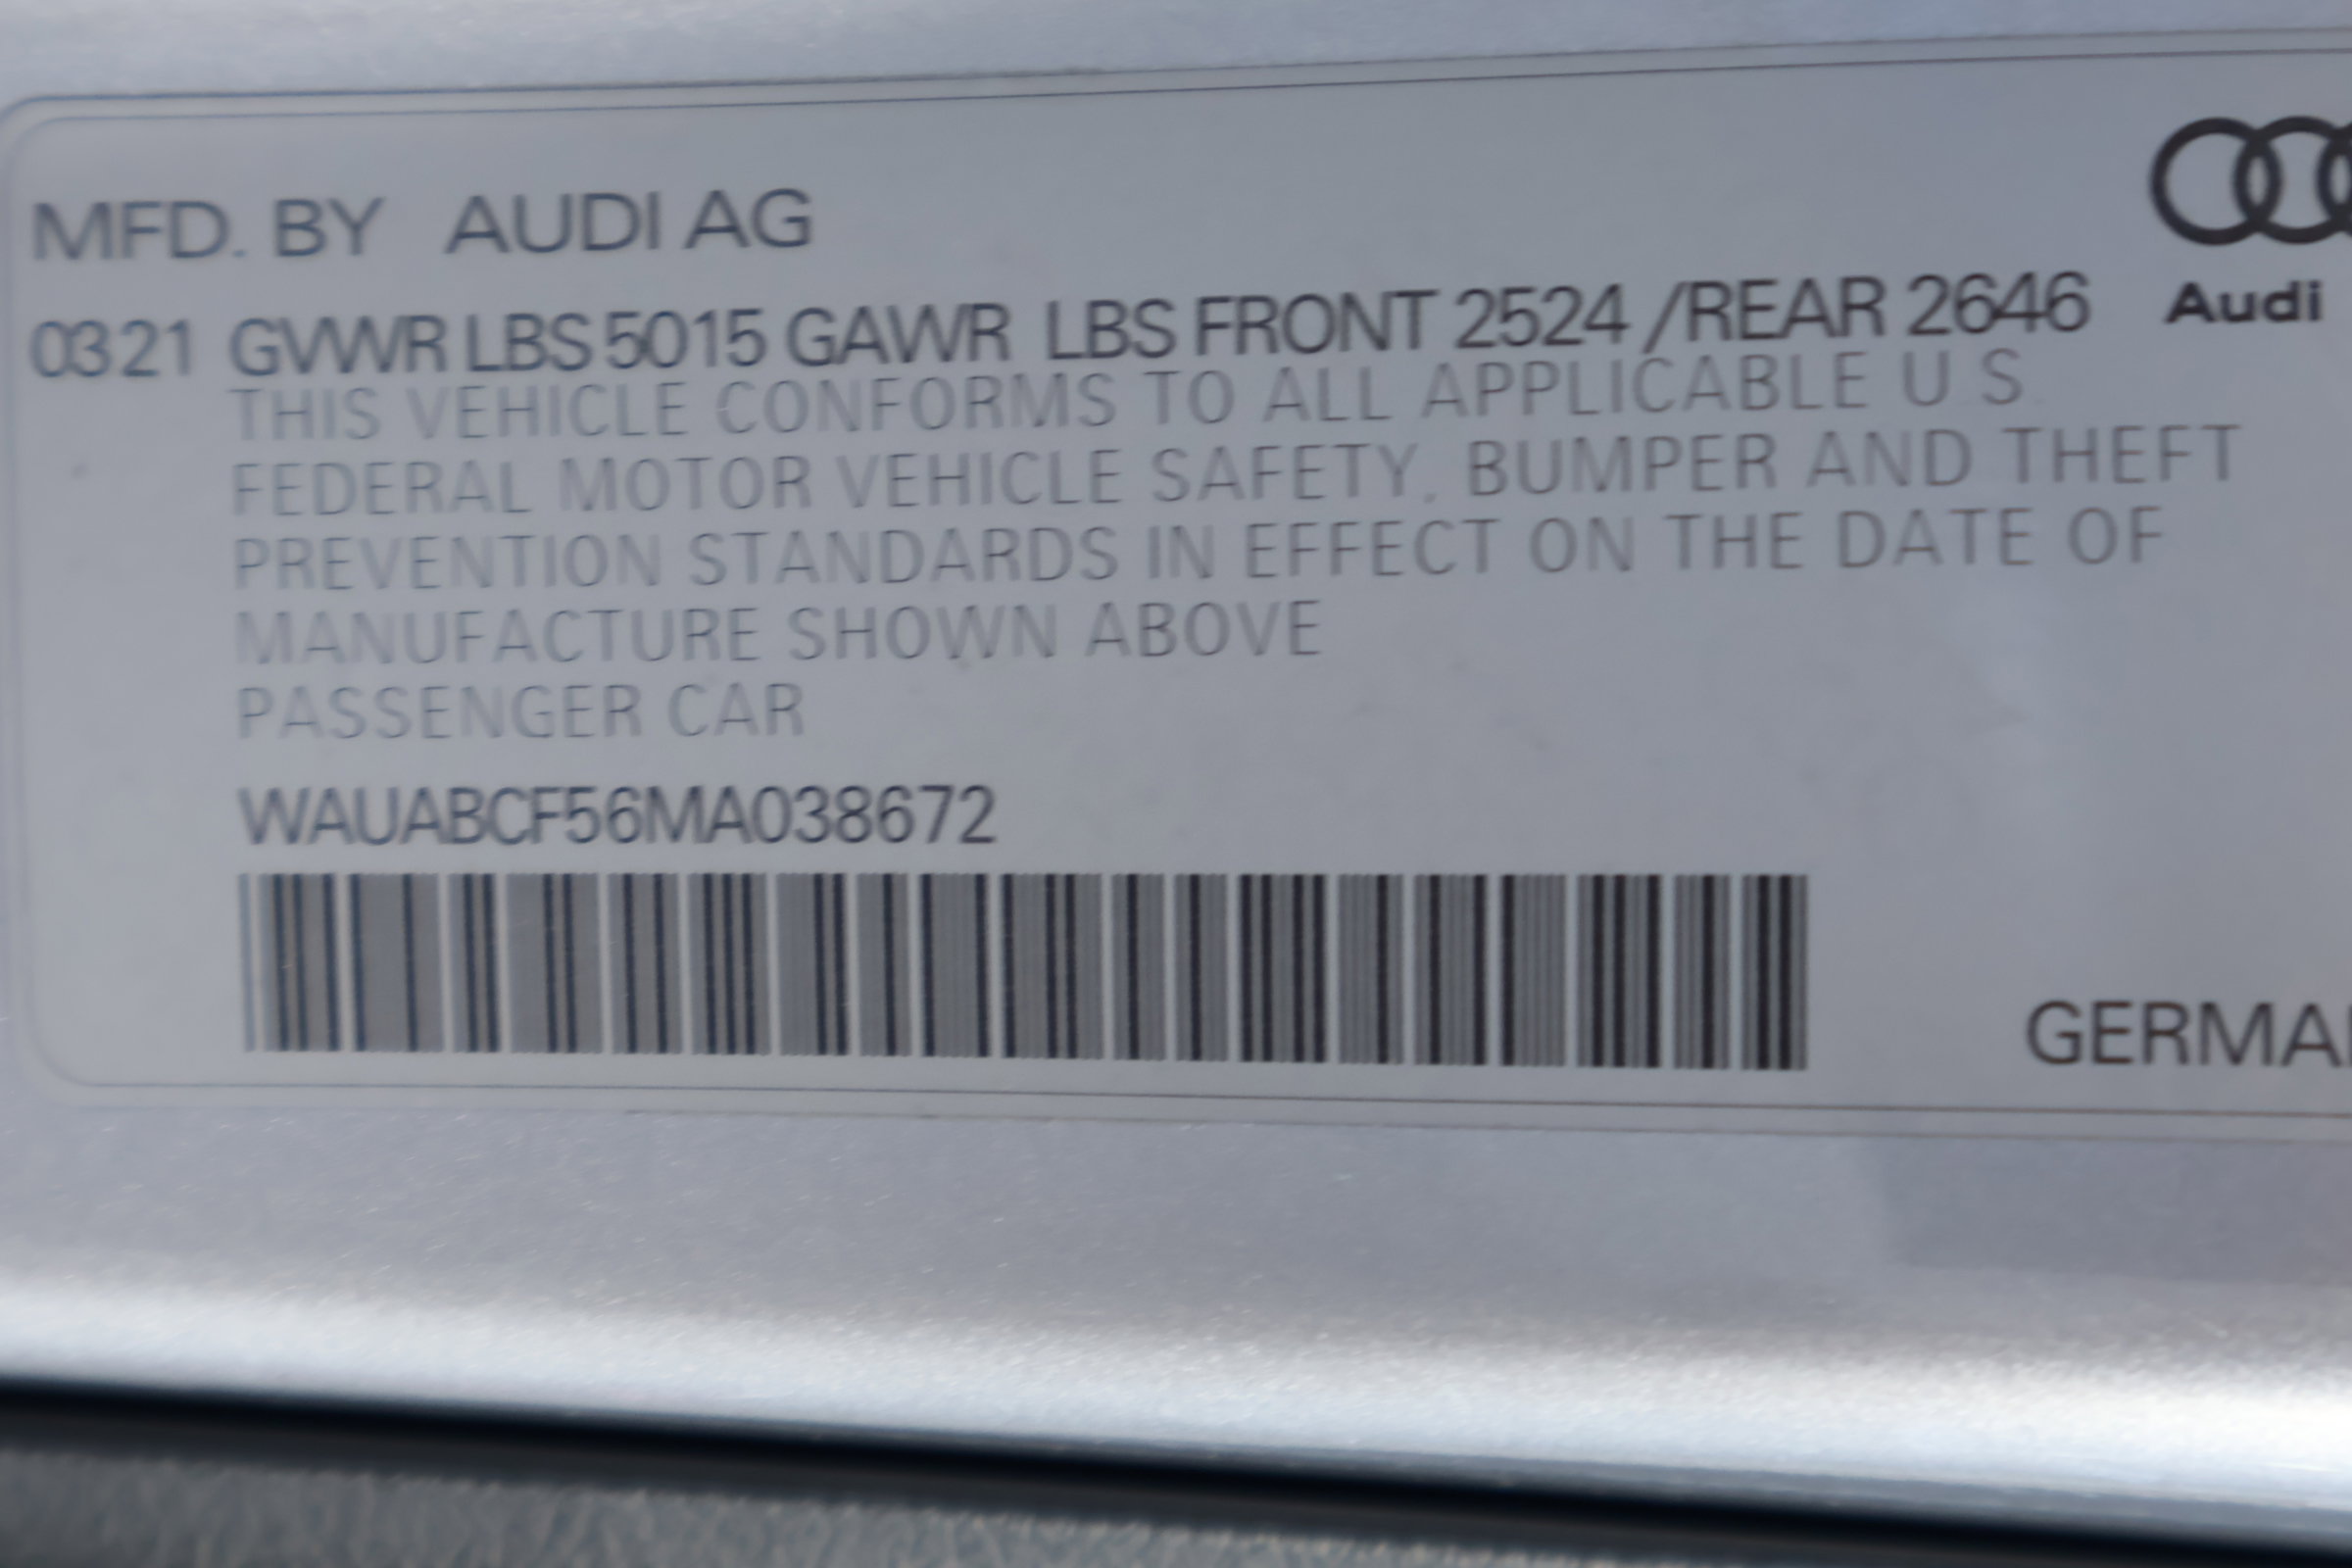 MFD. BY AUDI AG
0321 GVWR LBS 5015 GAWR LBS FRONT 2524 /REAR 2646
Audi
THIS VEHICLE CONFORMS TO ALL APPLICABLE U S
FEDERAL MOTOR VEHICLE SAFETY, BUMPER AND THEFT
PREVENTION STANDARDS IN EFFECT ON THE DATE OF
MANUFACTURE SHOWN ABOVE
PASSENGER CAR
WAUABCF56MA038672
GERMA